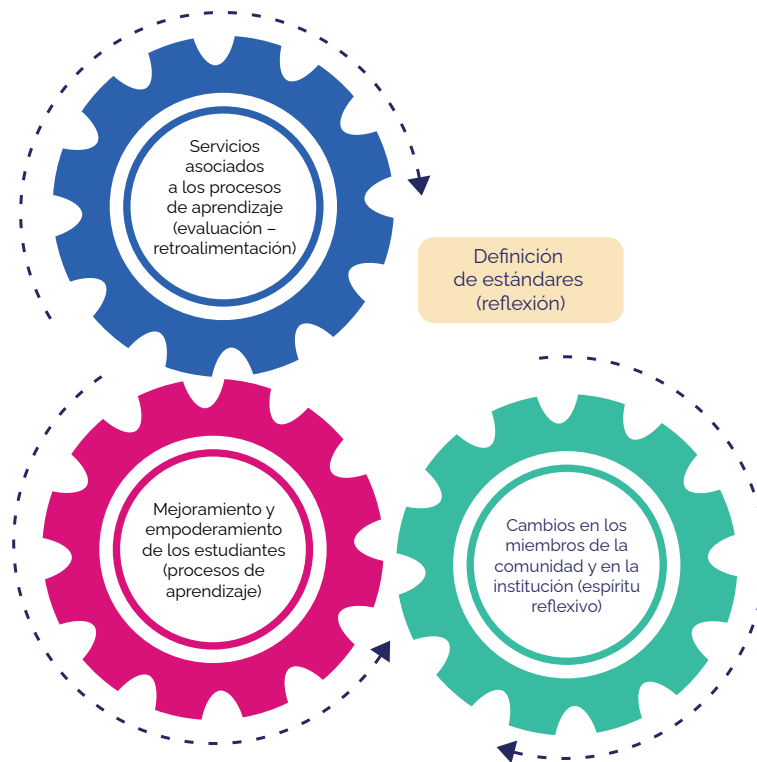 Servicios
asociados
a los procesos
de aprendizaje
(evaluación –
retroalimentación)
Definición
de estándares
(reflexión)
Mejoramiento y
empoderamiento
de los estudiantes
(procesos de
aprendizaje)
Cambios en los
miembros de la
comunidad y en la
institución (espíritu
reflexivo)